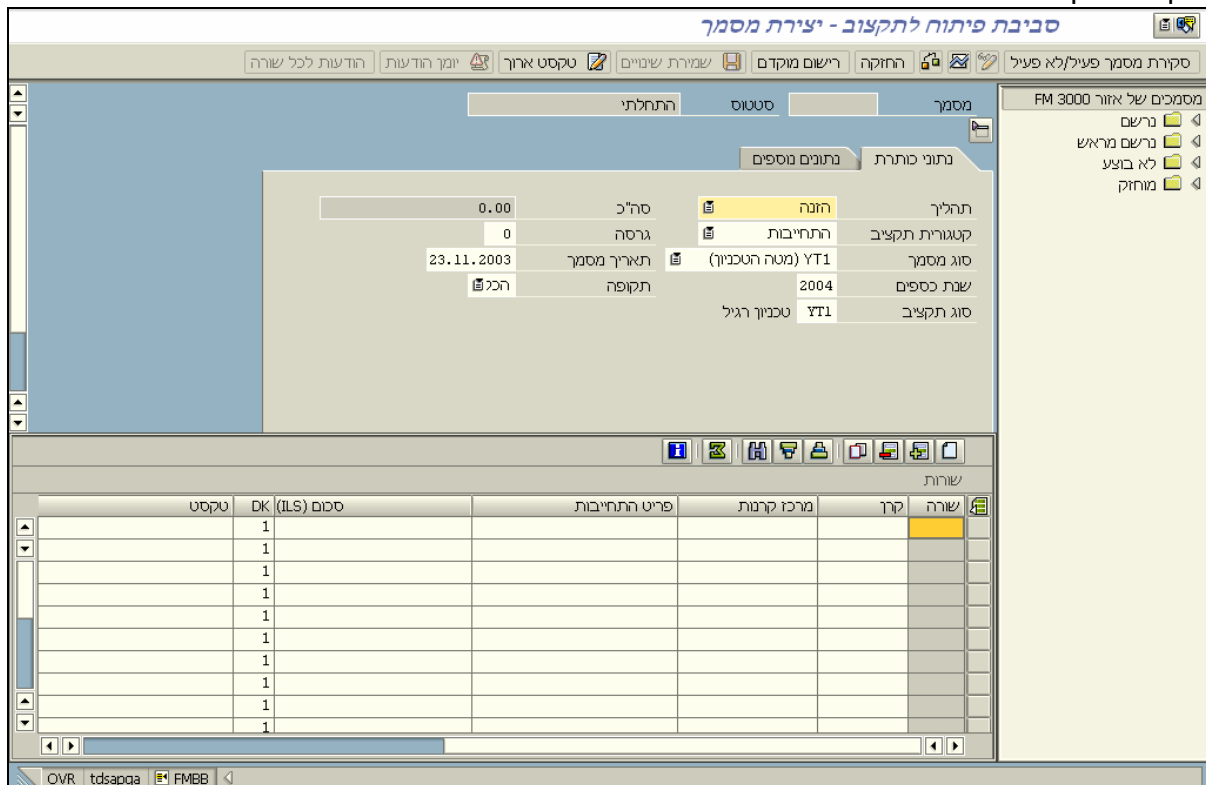 סביבת פיתוח לתקצוב - יצירת מסמך
סקירת מסמך פעיל/לא פעיל החזקה רישום מוקדם שמירת שינויים טקסט ארוך יומן הודעות הודעות לכל שורה
מסמכים של אזור FM 3000
נרשם
נרשם מראש
לא בוצע
מוחזק
מסמך סטטוס התחלתי
נתוני כותרת נתונים נוספים
תהליך הזנה סה"כ 0.00
קטגורית תקציב התחייבות גרסה 0
סוג מסמך YT1 (מטה הטכניון) תאריך מסמך 23.11.2003
שנת כספים 2004 תקופה הכל
סוג תקציב YT1 טכניון רגיל
שורות
שורה קרן מרכז קרנות פריט התחייבות סכום (ILS) DK טקסט
1
1
1
1
1
1
1
1
1
1
OVR tdsapqa FMBB